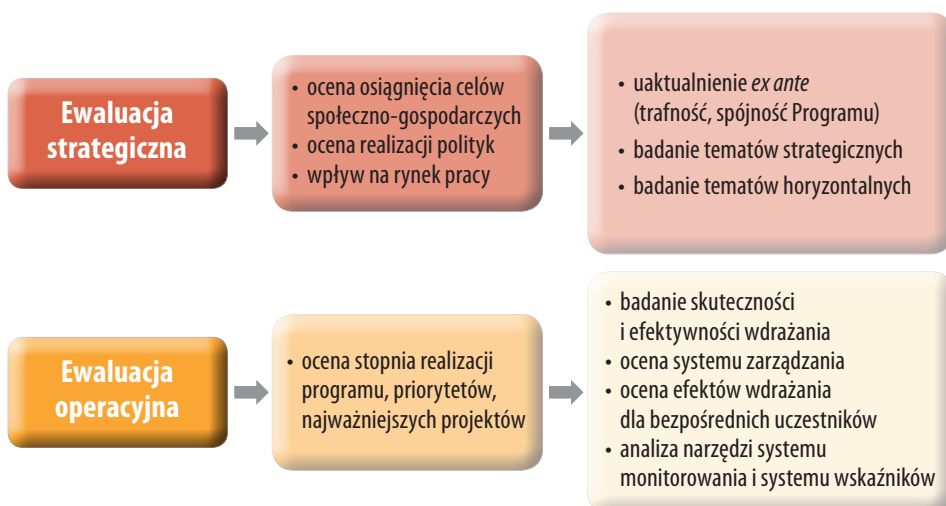 Ewaluacja
strategiczna
• ocena osiągnięcia celów
społeczno-gospodarczych
• ocena realizacji polityk
• wpływ na rynek pracy
• uaktualnienie ex ante
(trafność, spójność Programu)
• badanie tematów strategicznych
• badanie tematów horyzontalnych
Ewaluacja
operacyjna
• ocena stopnia realizacji
programu, priorytetów,
najważniejszych projektów
• badanie skuteczności
i efektywności wdrażania
• ocena systemu zarządzania
• ocena efektów wdrażania
dla bezpośrednich uczestników
• analiza narzędzi systemu
monitorowania i systemu wskaźników